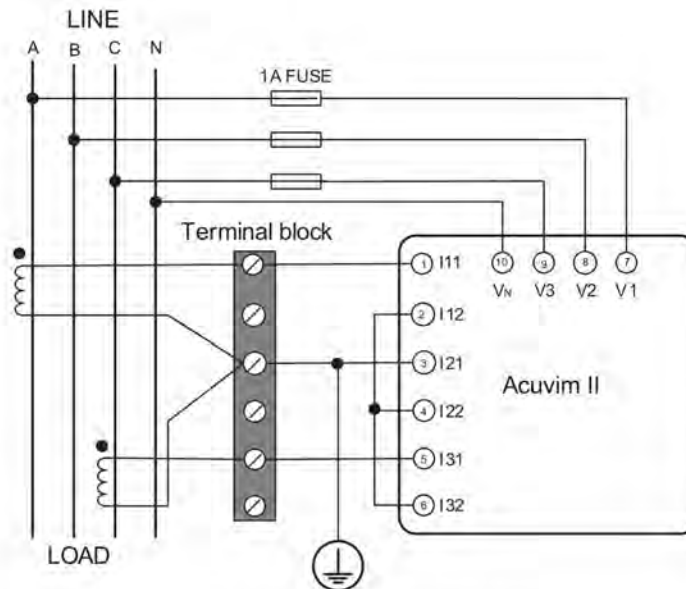 LINE
A B C N
1A FUSE
Terminal block
10 9 8 7
VN V3 V2 V1
1 I11
2 I12
3 I21
Acuvim II
4 I22
5 I31
6 I32
LOAD